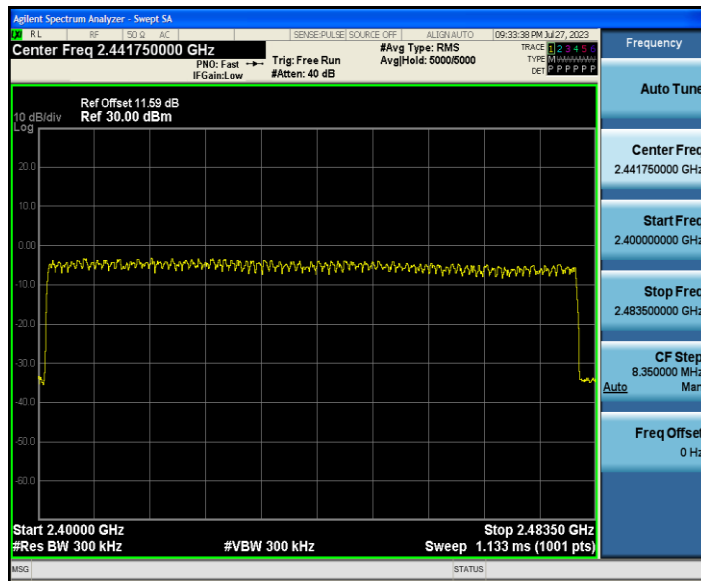 Agilent Spectrum Analyzer - Swept SA
RL RF 50 Ω AC SENSE:PULSE SOURCE OFF ALIGN AUTO 09:33:38 PM Jul 27, 2023
Center Freq 2.441750000 GHz
PNO: Fast
IFGain:Low
Trig: Free Run
#Atten: 40 dB
#Avg Type: RMS
Avg|Hold: 5000/5000
TRACE 1 2 3 4 5 6
TYPE M
DET P P P P P P
Ref Offset 11.59 dB
Ref 30.00 dBm
10 dB/div
Log
20.0
10.0
0.00
-10.0
-20.0
-30.0
-40.0
-50.0
-60.0
Start 2.40000 GHz
Stop 2.48350 GHz
#Res BW 300 kHz
#VBW 300 kHz
Sweep 1.133 ms (1001 pts)
MSG
STATUS
Frequency
Auto Tune
Center Freq
2.441750000 GHz
Start Freq
2.400000000 GHz
Stop Freq
2.483500000 GHz
CF Step
8.350000 MHz
Auto Man
Freq Offset
0 Hz